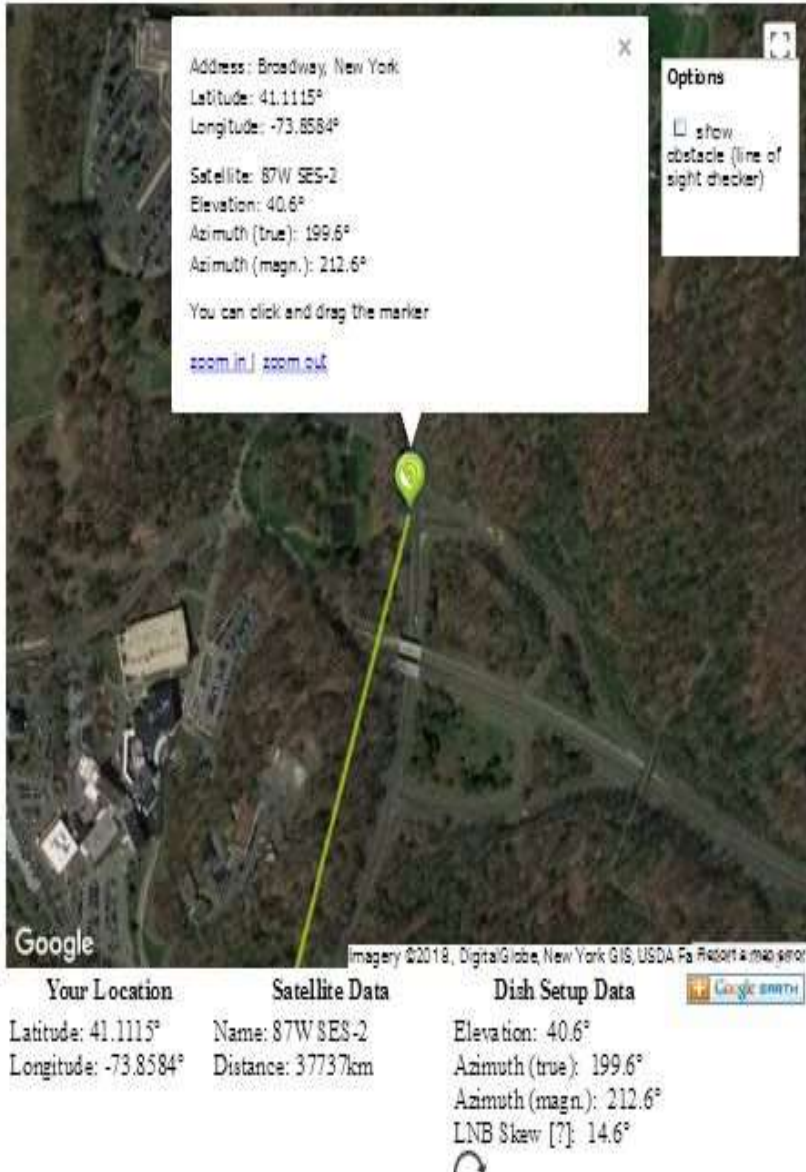 Address: Broadway, New York
Latitude: 41.1115°
Longitude: -73.8584°
Satellite: 87W SES-2
Elevation: 40.6°
Azimuth (true): 199.6°
Azimuth (magn.): 212.6°
You can click and drag the marker
zoom in | zoom out
×
Options
show
obstacle (line of
sight checker)
Google
Imagery ©2018, DigitalGlobe, New York GIS, USDA Fa Report a map error
Your Location
Latitude: 41.1115°
Longitude: -73.8584°
Satellite Data
Name: 87W SES-2
Distance: 37737km
Dish Setup Data
Elevation: 40.6°
Azimuth (true): 199.6°
Azimuth (magn.): 212.6°
LNB Skew [?]: 14.6°
Google EARTH